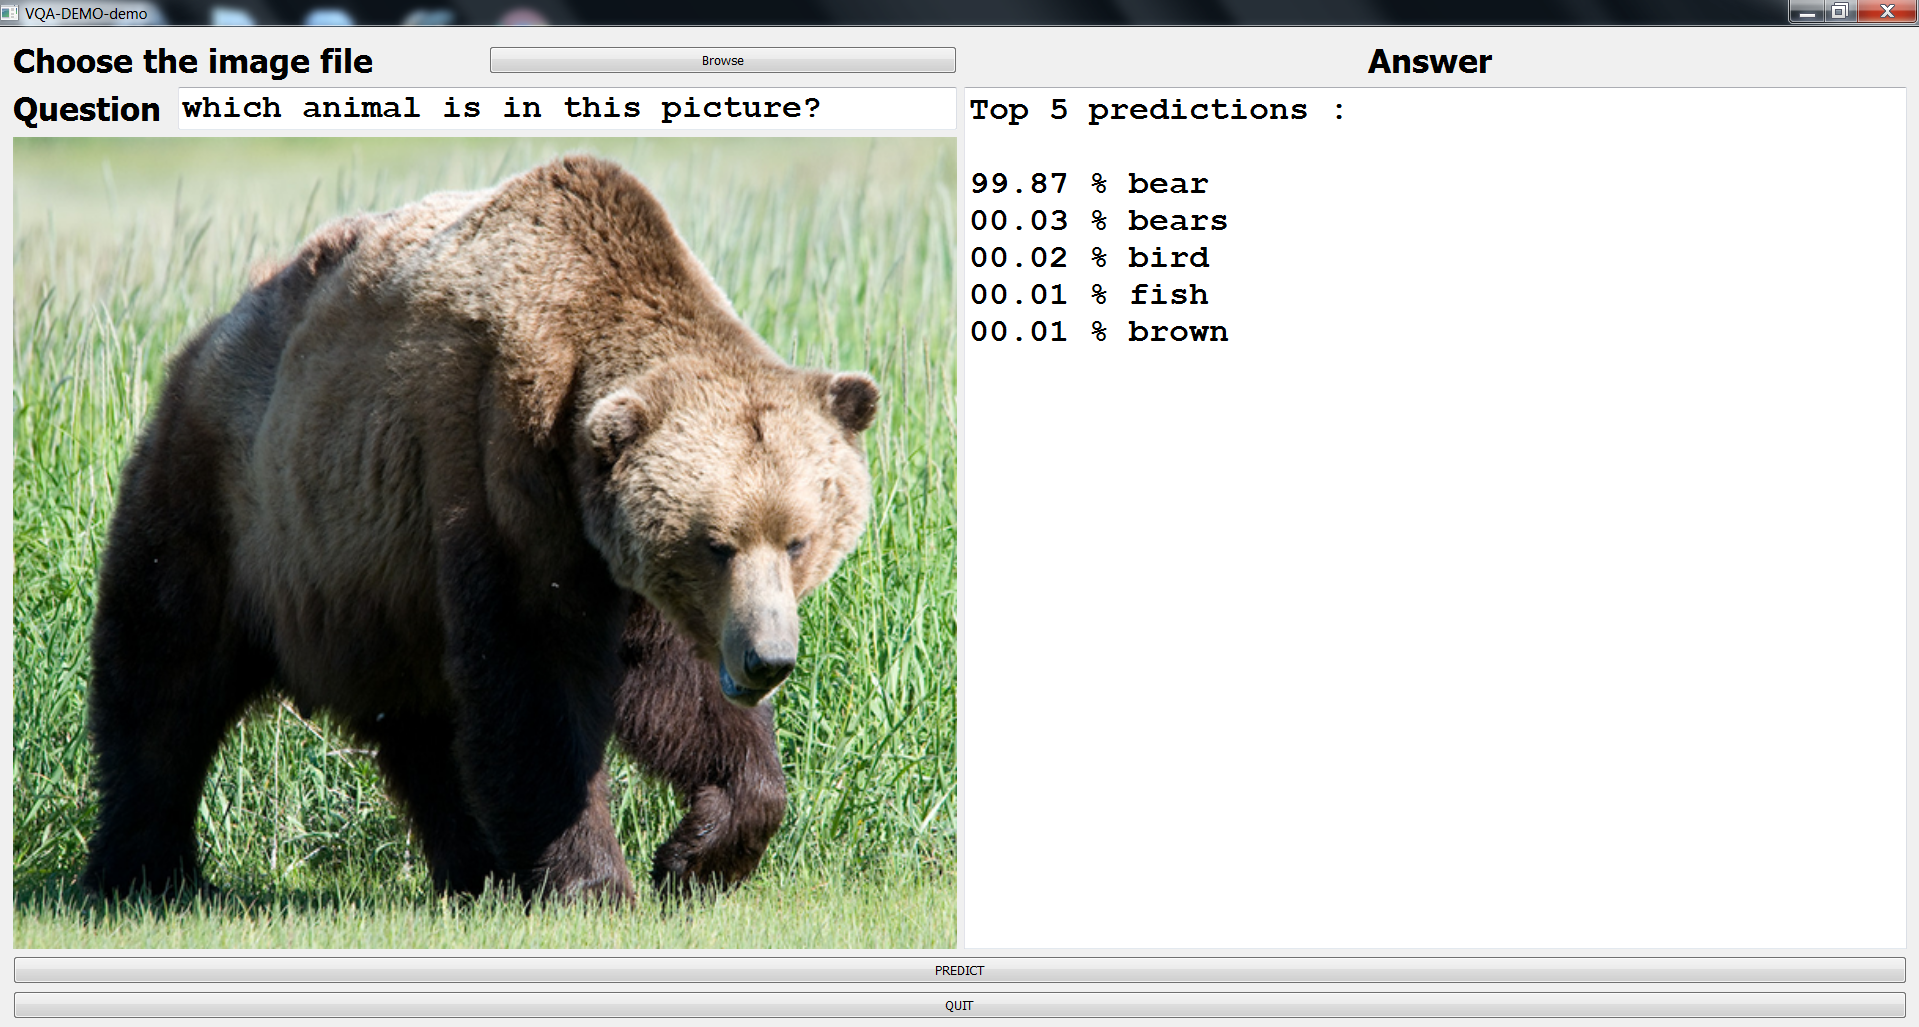 VQA-DEMO-demo
Choose the image file
Browse
Answer
Question
which animal is in this picture?
Top 5 predictions :
99.87 % bear
00.03 % bears
00.02 % bird
00.01 % fish
00.01 % brown
PREDICT
QUIT